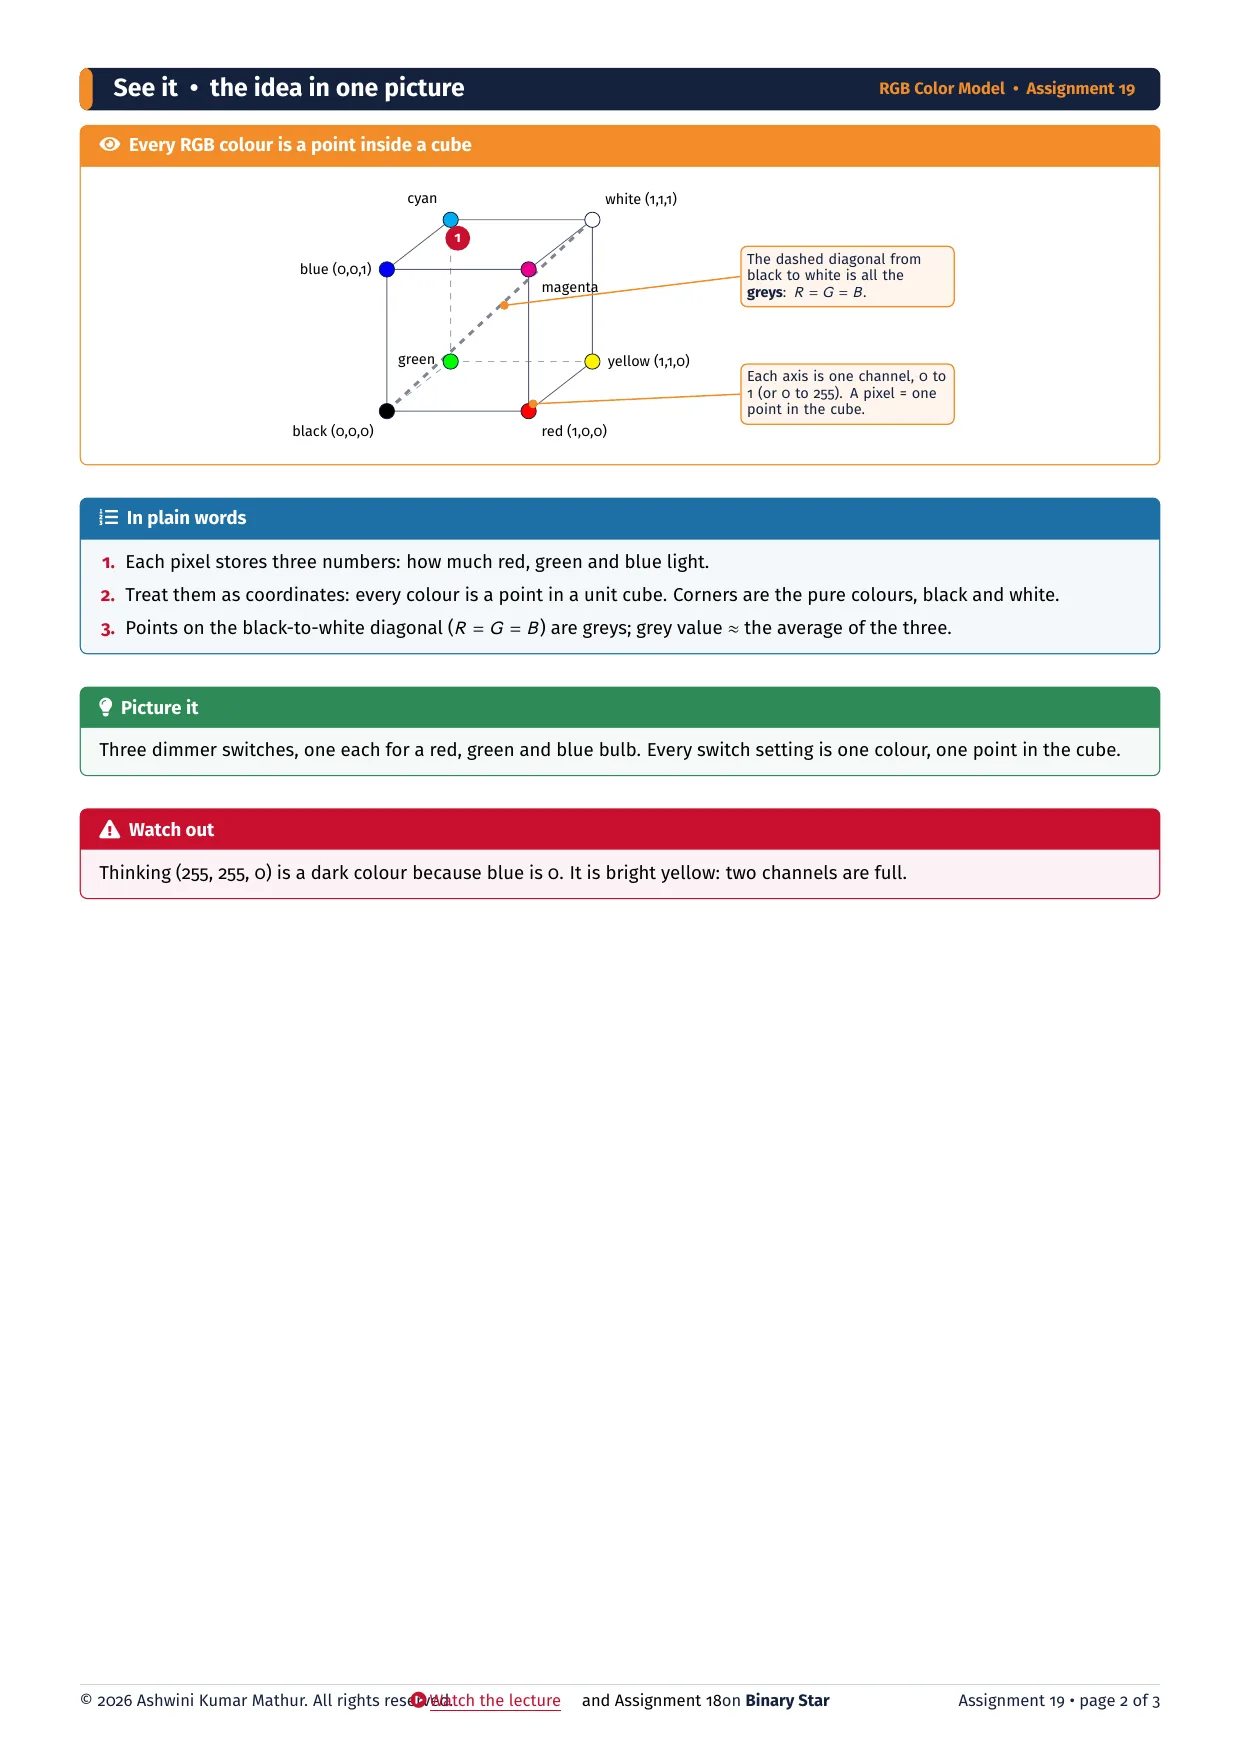 See it • the idea in one picture
RGB Color Model • Assignment 19
Every RGB colour is a point inside a cube
cyan
white (1,1,1)
1
blue (0,0,1)
magenta
The dashed diagonal from
black to white is all the
greys: R = G = B.
green
yellow (1,1,0)
Each axis is one channel, 0 to
1 (or 0 to 255). A pixel = one
point in the cube.
black (0,0,0)
red (1,0,0)
In plain words
1. Each pixel stores three numbers: how much red, green and blue light.
2. Treat them as coordinates: every colour is a point in a unit cube. Corners are the pure colours, black and white.
3. Points on the black-to-white diagonal (R = G = B) are greys; grey value ≈ the average of the three.
Picture it
Three dimmer switches, one each for a red, green and blue bulb. Every switch setting is one colour, one point in the cube.
Watch out
Thinking (255, 255, 0) is a dark colour because blue is 0. It is bright yellow: two channels are full.
© 2026 Ashwini Kumar Mathur. All rights reserved. Watch the lecture and Assignment 18on Binary Star Assignment 19 • page 2 of 3